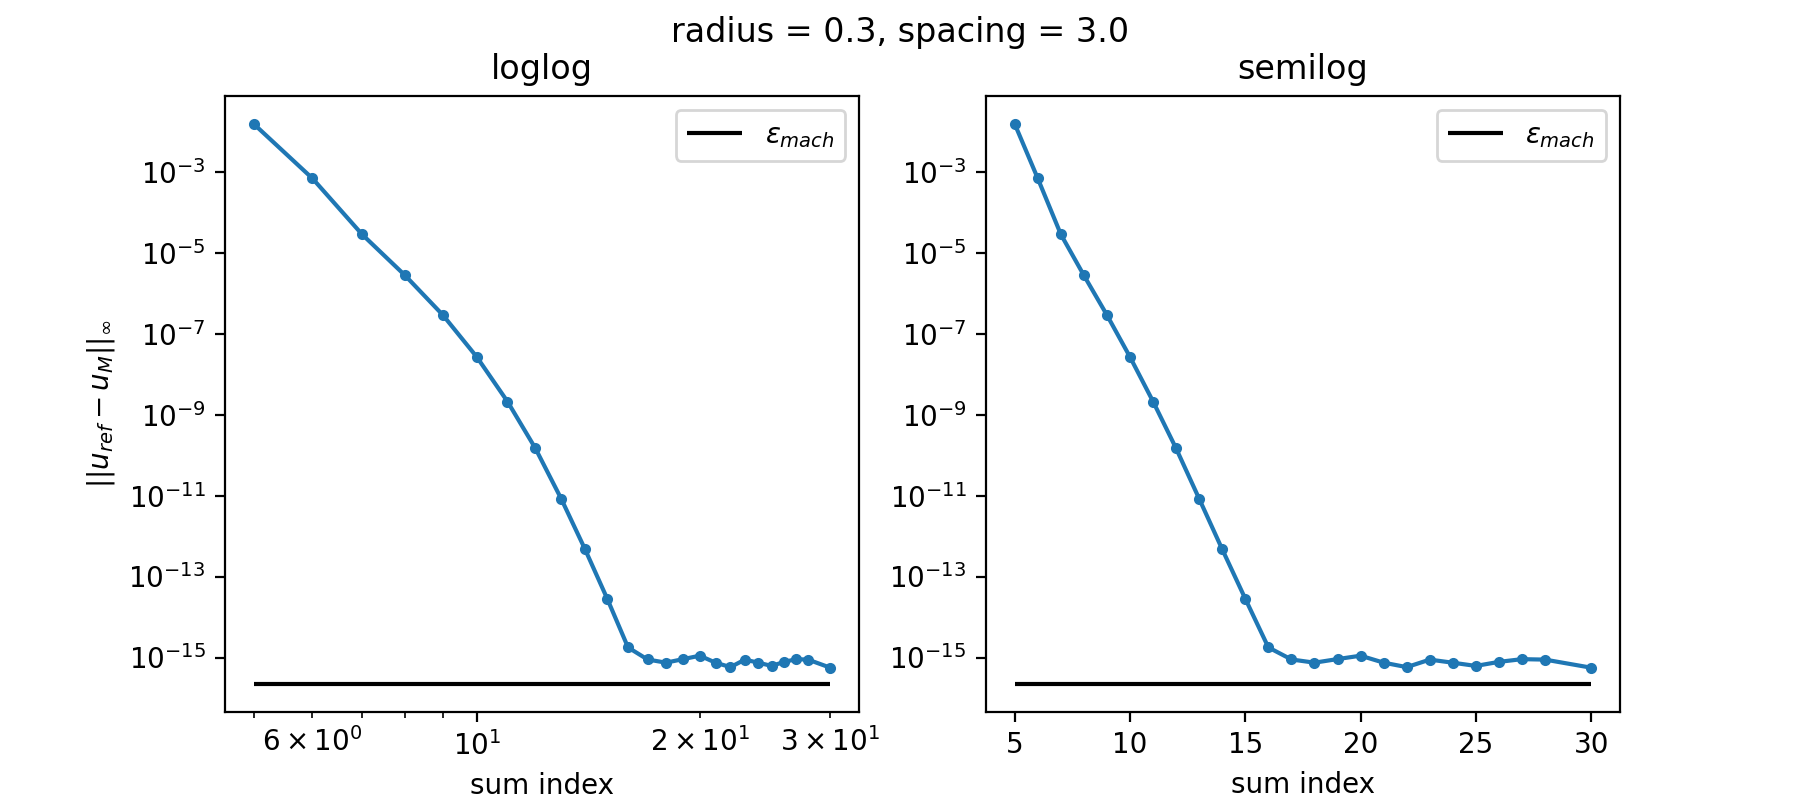 radius = 0.3, spacing = 3.0
loglog
ε_mach
||u_ref − u_M||_∞
10^−3
10^−5
10^−7
10^−9
10^−11
10^−13
10^−15
6 × 10^0
10^1
2 × 10^1
3 × 10^1
sum index
semilog
ε_mach
10^−3
10^−5
10^−7
10^−9
10^−11
10^−13
10^−15
5
10
15
20
25
30
sum index